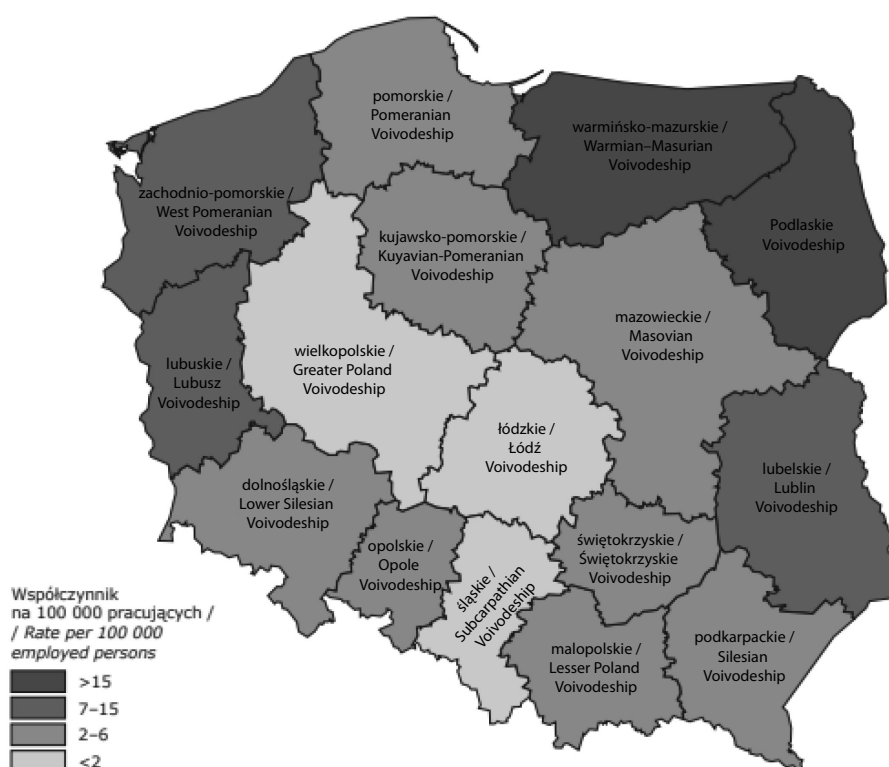 pomorskie /
Pomeranian
Voivodeship
warmińsko-mazurskie /
Warmian–Masurian
Voivodeship
zachodnio-pomorskie /
West Pomeranian
Voivodeship
Podlaskie
Voivodeship
kujawsko-pomorskie /
Kuyavian-Pomeranian
Voivodeship
mazowieckie /
Masovian
Voivodeship
wielkopolskie /
Greater Poland
Voivodeship
lubuskie /
Lubusz
Voivodeship
łódzkie /
Łódź
Voivodeship
lubelskie /
Lublin
Voivodeship
dolnośląskie /
Lower Silesian
Voivodeship
opolskie /
Opole
Voivodeship
śląskie /
Subcarpathian
Voivodeship
świętokrzyskie /
Świętokrzyskie
Voivodeship
malopolskie /
Lesser Poland
Voivodeship
podkarpackie /
Silesian
Voivodeship
Współczynnik
na 100 000 pracujących /
/ Rate per 100 000
employed persons
>15
7–15
2–6
<2